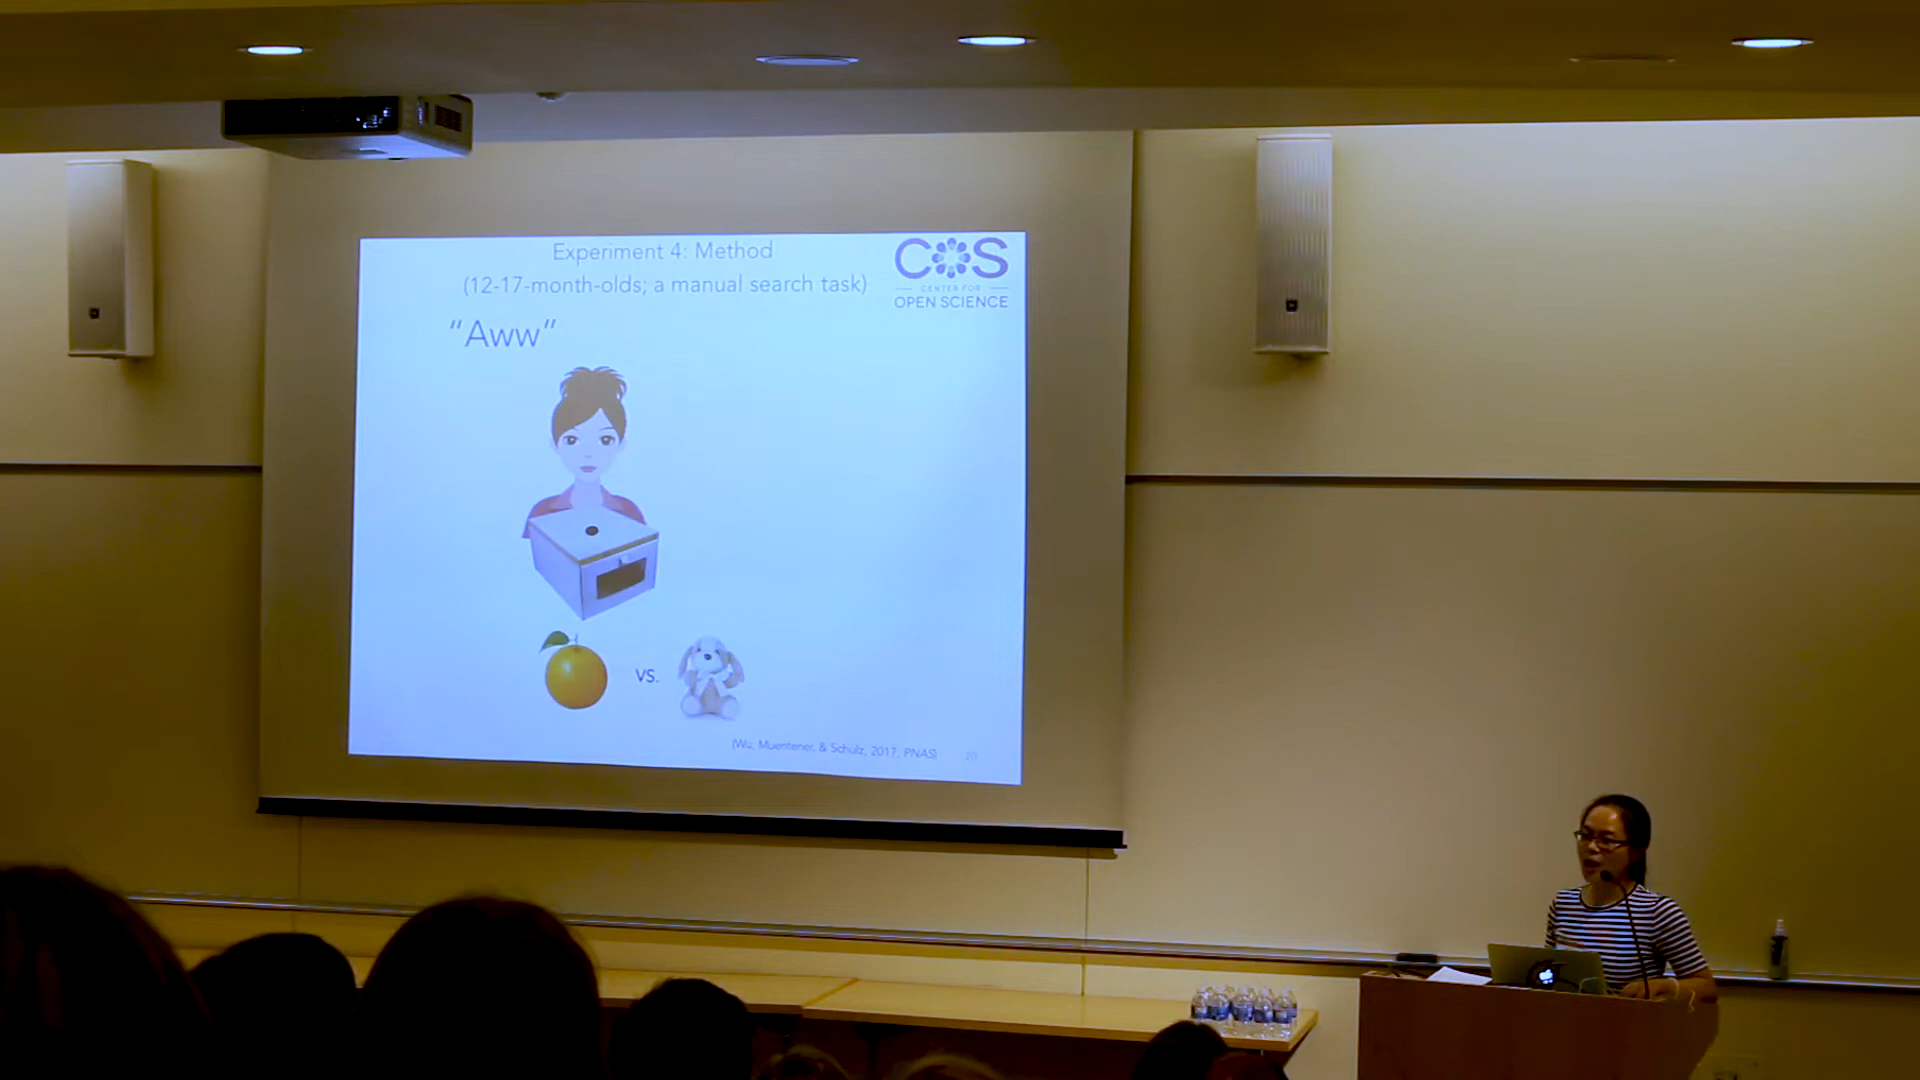 Experiment 4: Method
(12-17-month-olds; a manual search task)
COS
CENTER FOR
OPEN SCIENCE
“Aww”
vs.
(Wu, Muentener, & Schulz, 2017, PNAS)
20